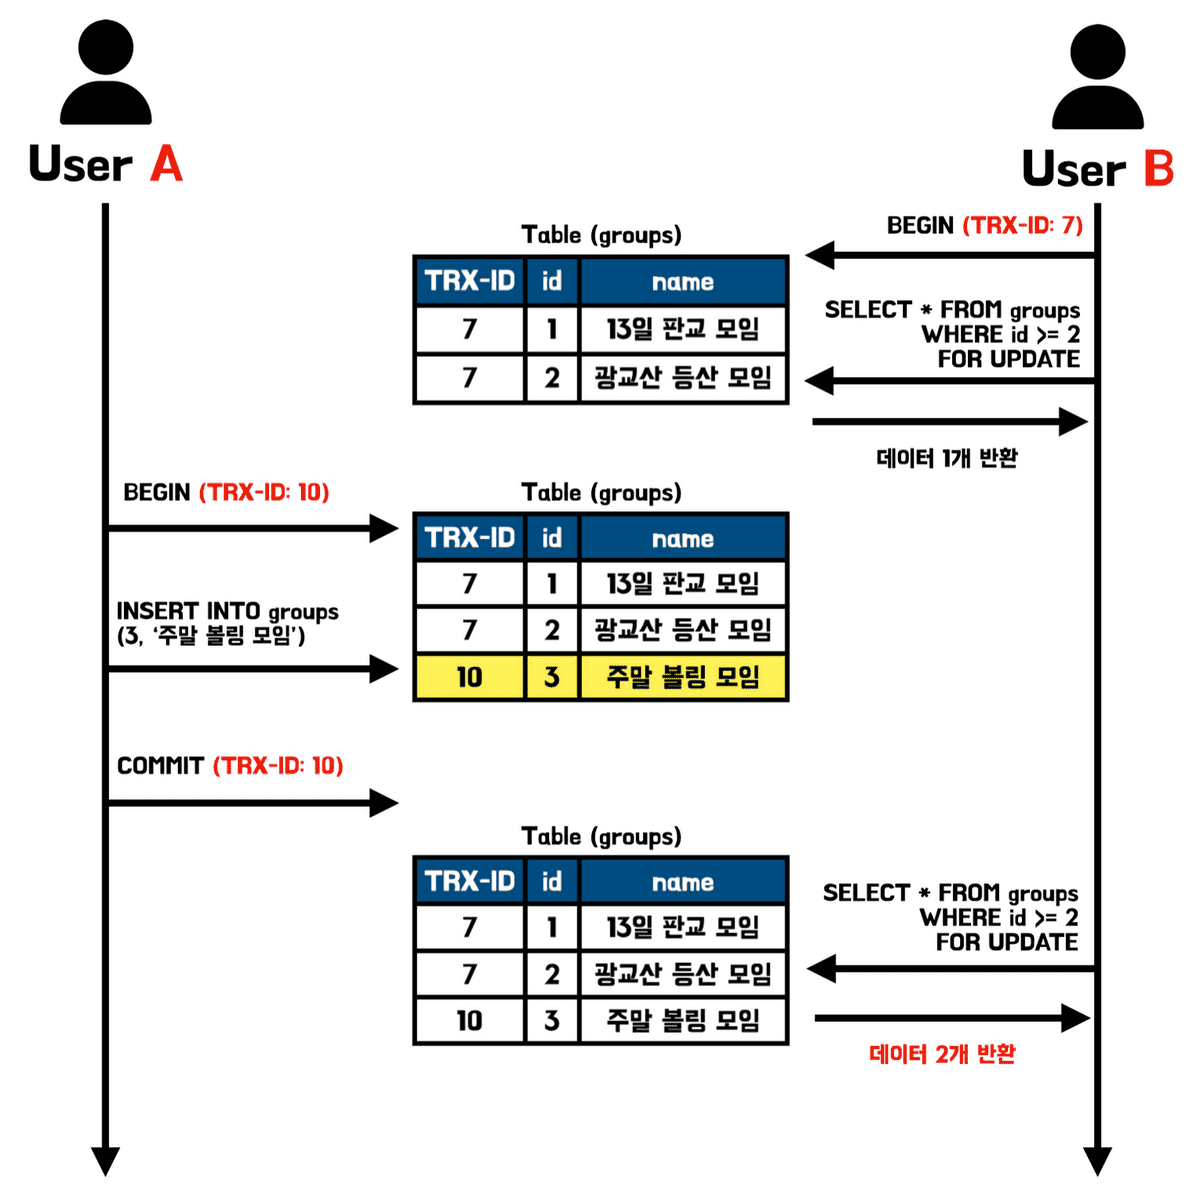 User A
User B
BEGIN (TRX-ID: 7)
Table (groups)
TRX-ID id name
7 1 13일 판교 모임
7 2 광교산 등산 모임
SELECT * FROM groups
WHERE id >= 2
FOR UPDATE
데이터 1개 반환
BEGIN (TRX-ID: 10)
Table (groups)
TRX-ID id name
7 1 13일 판교 모임
7 2 광교산 등산 모임
10 3 주말 볼링 모임
INSERT INTO groups
(3, ‘주말 볼링 모임’)
COMMIT (TRX-ID: 10)
Table (groups)
TRX-ID id name
7 1 13일 판교 모임
7 2 광교산 등산 모임
10 3 주말 볼링 모임
SELECT * FROM groups
WHERE id >= 2
FOR UPDATE
데이터 2개 반환